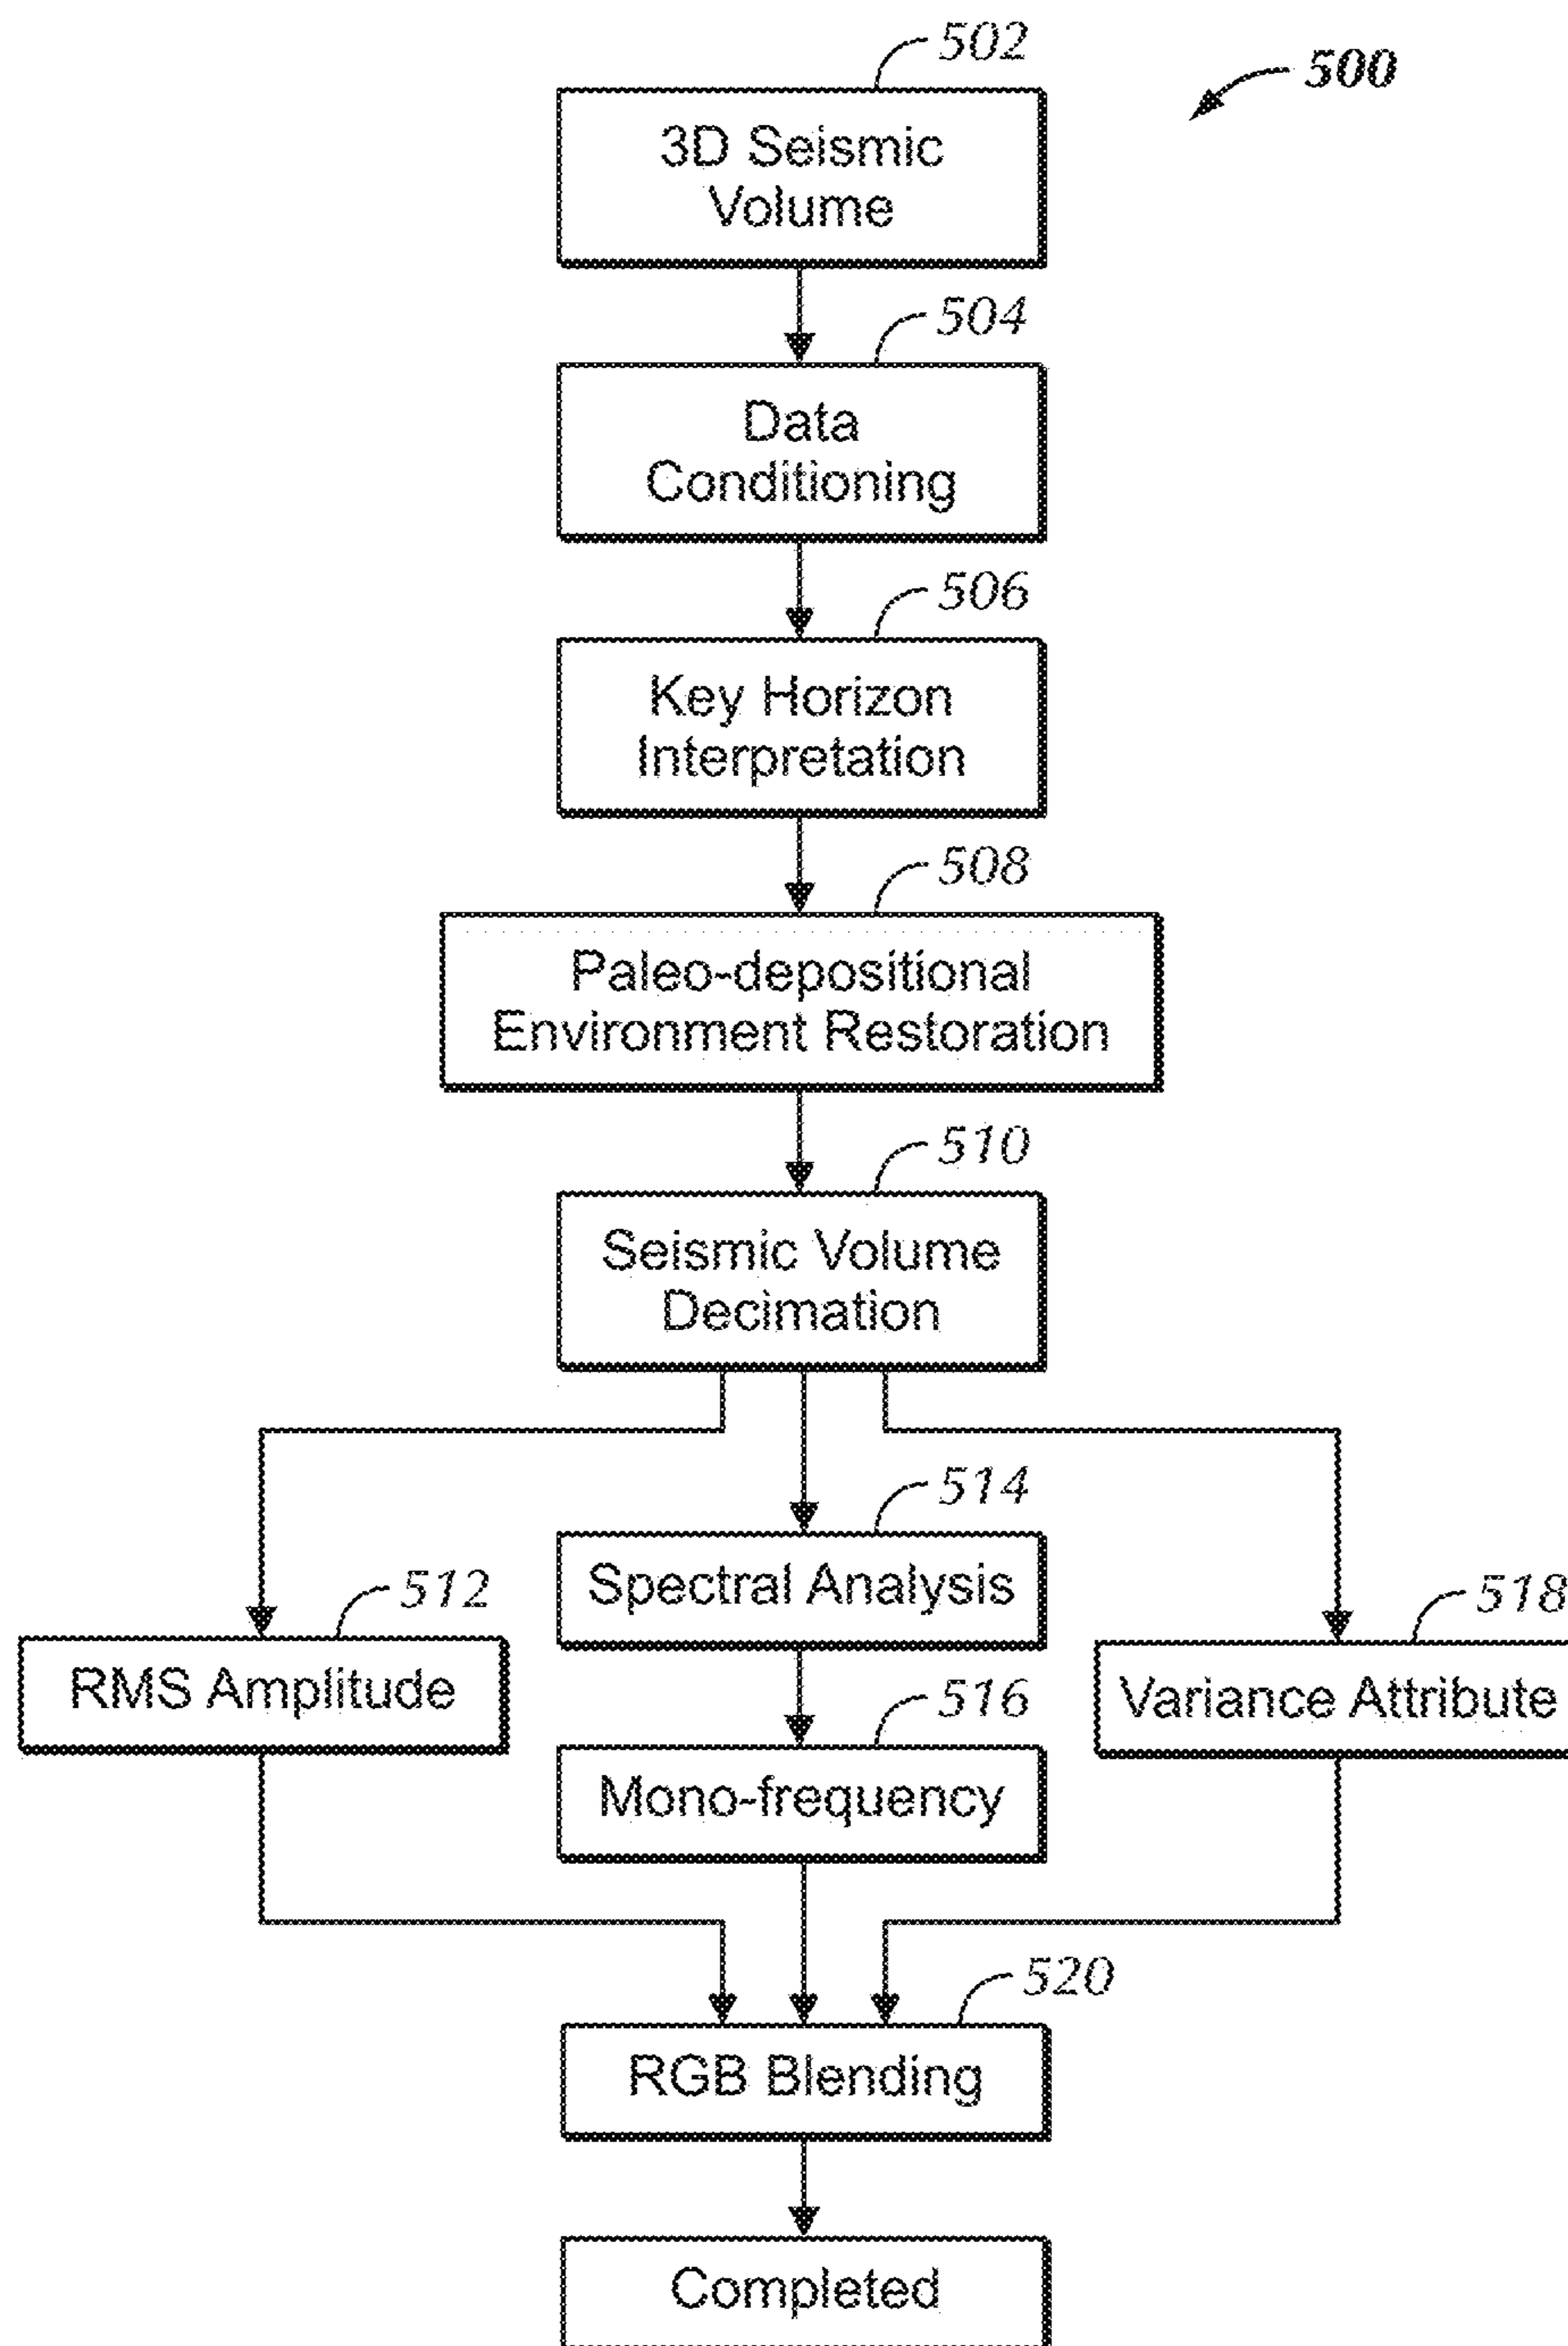 502
500
3D Seismic
Volume
504
Data
Conditioning
506
Key Horizon
Interpretation
508
Paleo-depositional
Environment Restoration
510
Seismic Volume
Decimation
514
Spectral Analysis
512
RMS Amplitude
518
Variance Attribute
516
Mono-frequency
520
RGB Blending
Completed